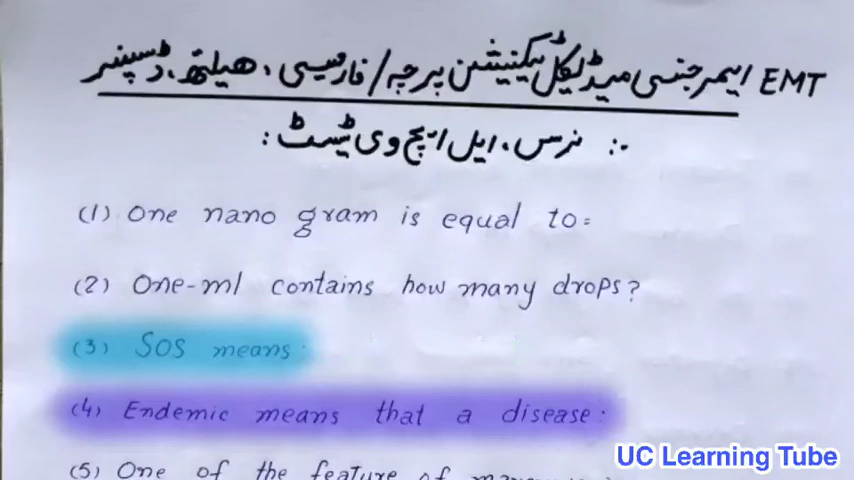 EMT ایمرجنسی میڈیکل ٹیکنیشن پرچہ/فارمیسی، ہیلتھ، ڈسپنسر
:- نرس، ایل ایچ وی ٹیسٹ :
(1) One nano gram is equal to:
(2) One-ml contains how many drops?
(3) Sos means:
(4) Endemic means that a disease:
(5) One of the feature of
UC Learning Tube